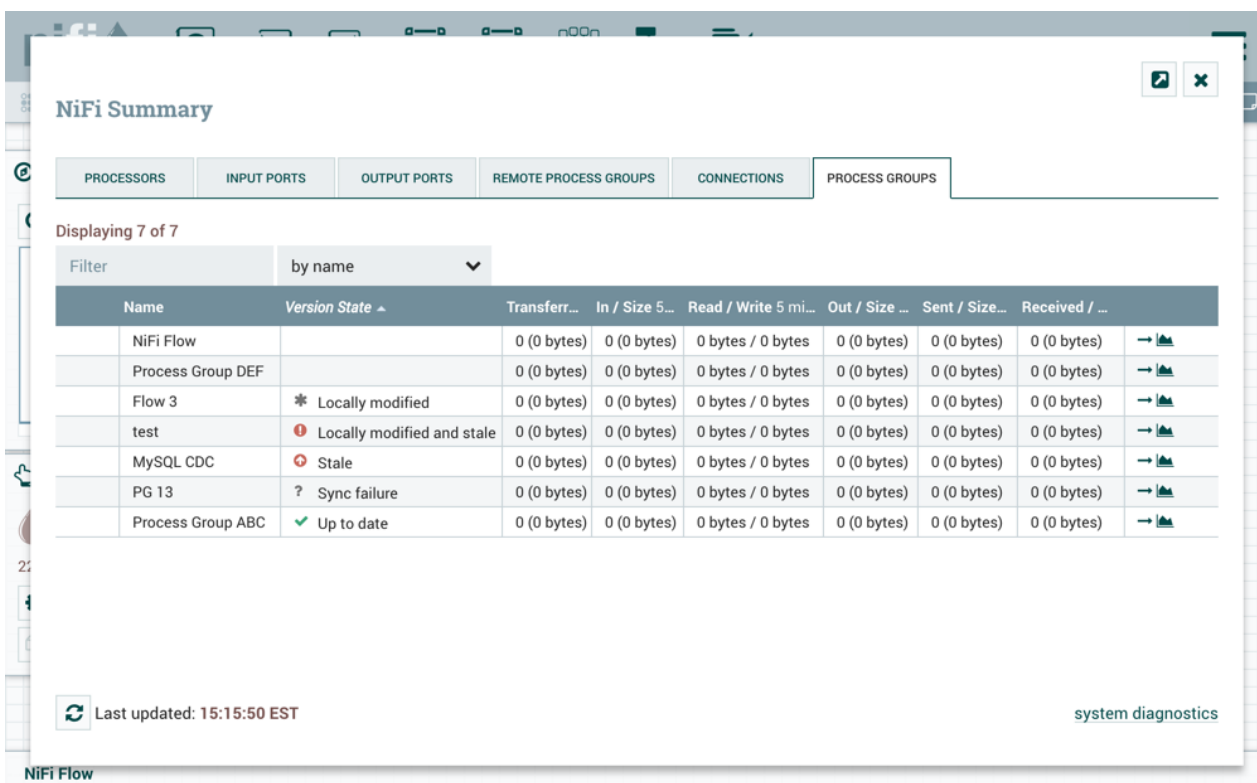 NiFi Summary
PROCESSORS INPUT PORTS OUTPUT PORTS REMOTE PROCESS GROUPS CONNECTIONS PROCESS GROUPS
Displaying 7 of 7
Filter by name
Name Version State Transferr... In / Size 5... Read / Write 5 mi... Out / Size ... Sent / Size... Received / ...
NiFi Flow 0 (0 bytes) 0 (0 bytes) 0 bytes / 0 bytes 0 (0 bytes) 0 (0 bytes) 0 (0 bytes)
Process Group DEF 0 (0 bytes) 0 (0 bytes) 0 bytes / 0 bytes 0 (0 bytes) 0 (0 bytes) 0 (0 bytes)
Flow 3 Locally modified 0 (0 bytes) 0 (0 bytes) 0 bytes / 0 bytes 0 (0 bytes) 0 (0 bytes) 0 (0 bytes)
test Locally modified and stale 0 (0 bytes) 0 (0 bytes) 0 bytes / 0 bytes 0 (0 bytes) 0 (0 bytes) 0 (0 bytes)
MySQL CDC Stale 0 (0 bytes) 0 (0 bytes) 0 bytes / 0 bytes 0 (0 bytes) 0 (0 bytes) 0 (0 bytes)
PG 13 ? Sync failure 0 (0 bytes) 0 (0 bytes) 0 bytes / 0 bytes 0 (0 bytes) 0 (0 bytes) 0 (0 bytes)
Process Group ABC Up to date 0 (0 bytes) 0 (0 bytes) 0 bytes / 0 bytes 0 (0 bytes) 0 (0 bytes) 0 (0 bytes)
Last updated: 15:15:50 EST system diagnostics
NiFi Flow